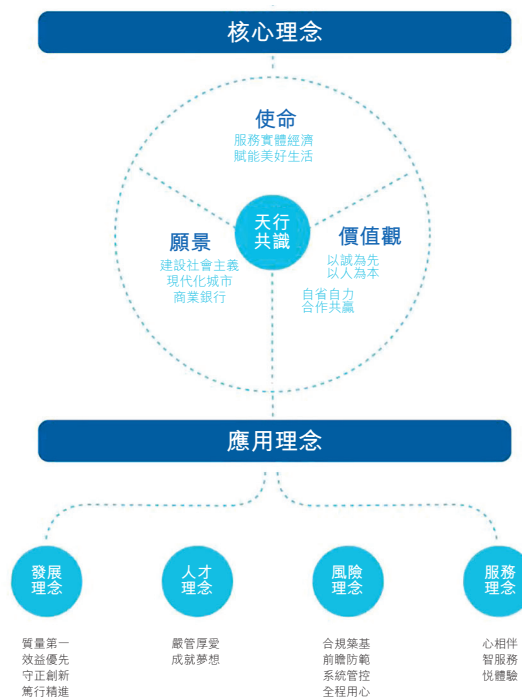 核心理念
使命
服務實體經濟
賦能美好生活
天行
共識
願景
建設社會主義
現代化城市
商業銀行
價值觀
以誠為先
以人為本
自省自力
合作共贏
應用理念
發展
理念
質量第一
效益優先
守正創新
篤行精進
人才
理念
嚴管厚愛
成就夢想
風險
理念
合規築基
前瞻防範
系統管控
全程用心
服務
理念
心相伴
智服務
悅體驗